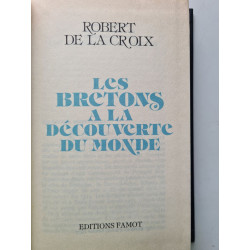 ROBERT
DE LA CROIX
LES
BRETONS
A LA
DÉCOUVERTE
DU MONDE
EDITIONS FAMOT